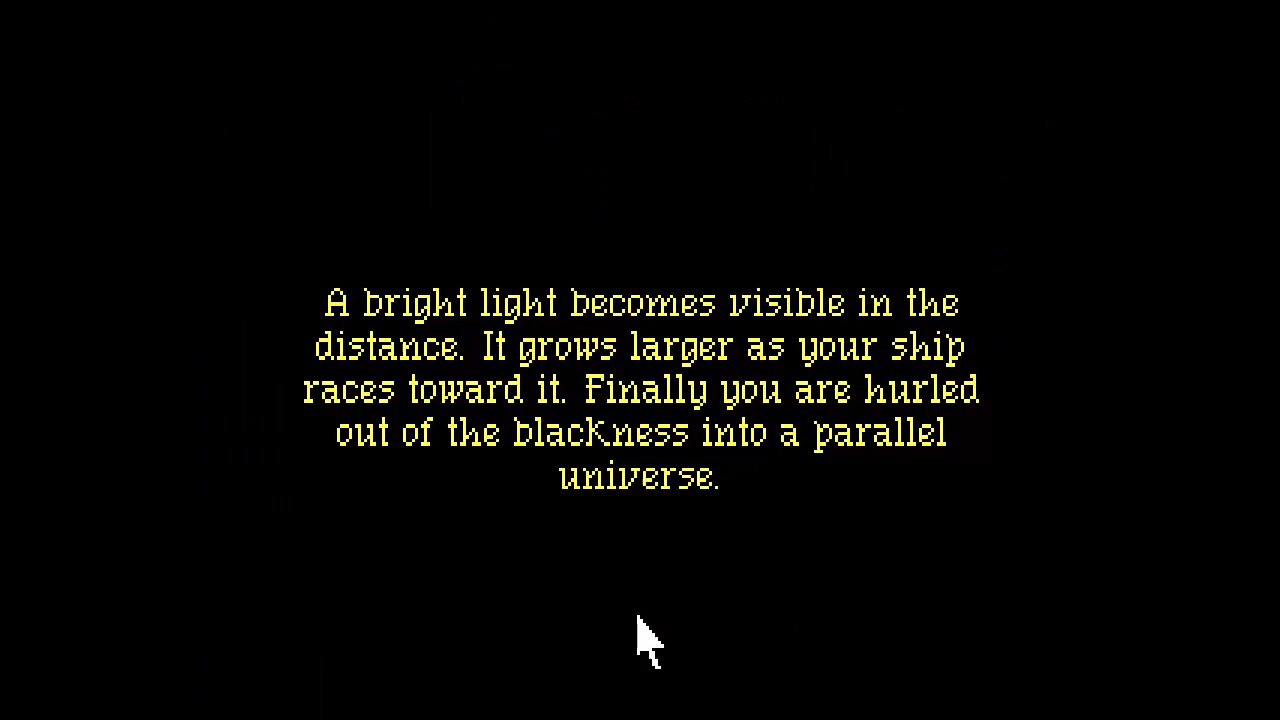 A bright light becomes visible in the
distance. It grows larger as your ship
races toward it. Finally you are hurled
out of the blackness into a parallel
universe.